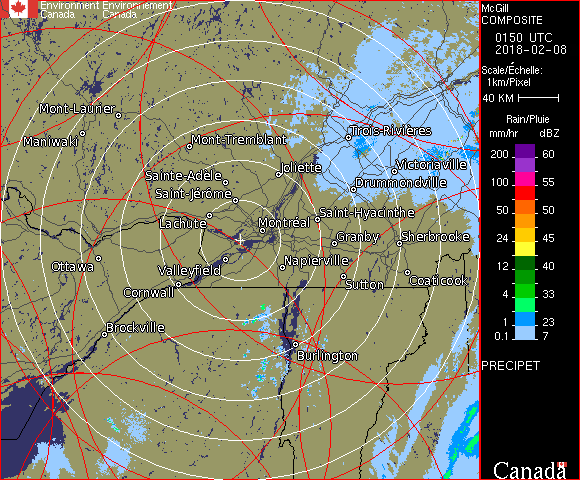 Environment Environnement
Canada Canada
McGill
COMPOSITE
0150 UTC
2018-02-08
Scale/Échelle:
1km/Pixel
40 KM
Rain/Pluie
mm/hr dBZ
200 60
100 55
50 50
24 45
12 40
4 33
1 23
0.1 7
PRECIPET
Canada
Mont-Laurier
Maniwaki
Mont-Tremblant
Trois-Rivières
Joliette
Victoriaville
Sainte-Adèle
Drummondville
Saint-Jérôme
Lachute
Saint-Hyacinthe
Montréal
Granby
Sherbrooke
Ottawa
Valleyfield
Napierville
Cornwall
Sutton
Coaticook
Brockville
Burlington